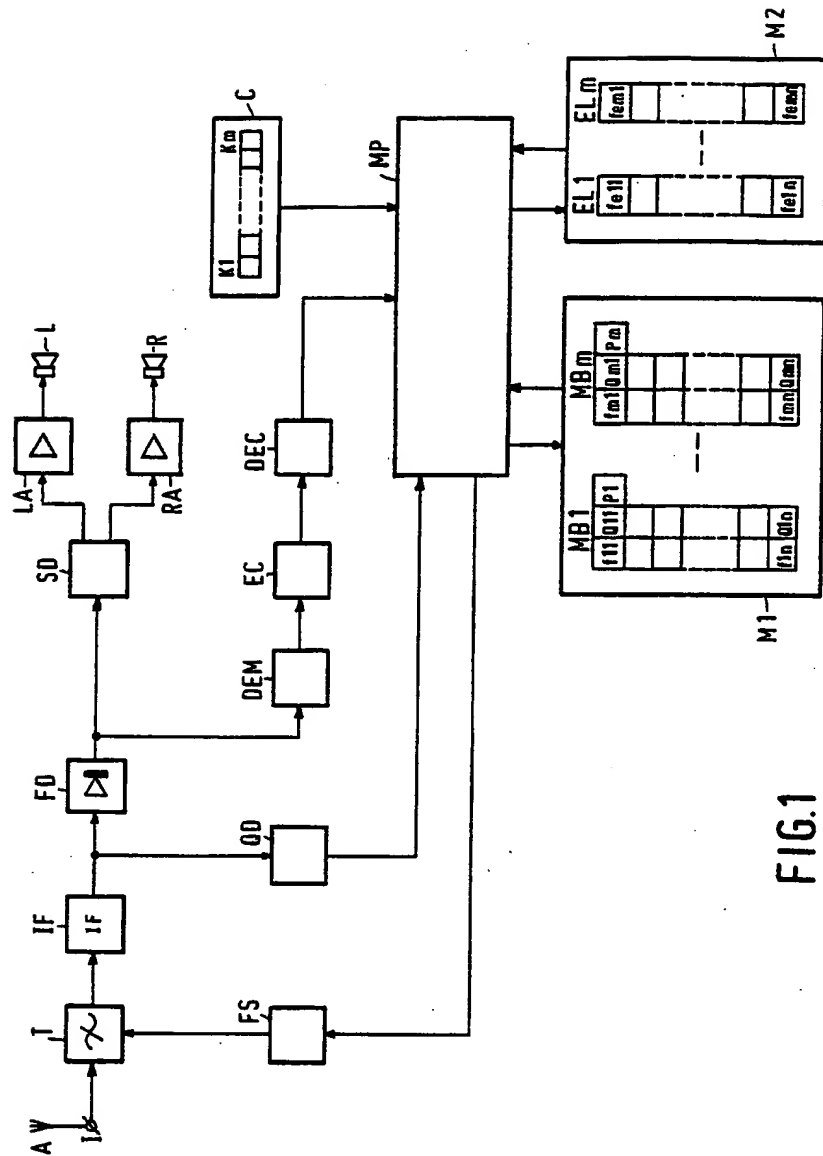 A
I
T
IF
IF
FD
SD
LA
L
RA
R
FS
QD
DEM
EC
DEC
C
K1 Km
MP
MB1 MBm
f11 Q11 P1
fm1 Qm1 Pm
f1n Q1n
fmn Qmn
M1
EL1 ELm
fe11 fem1
fe1n femn
M2
FIG.1